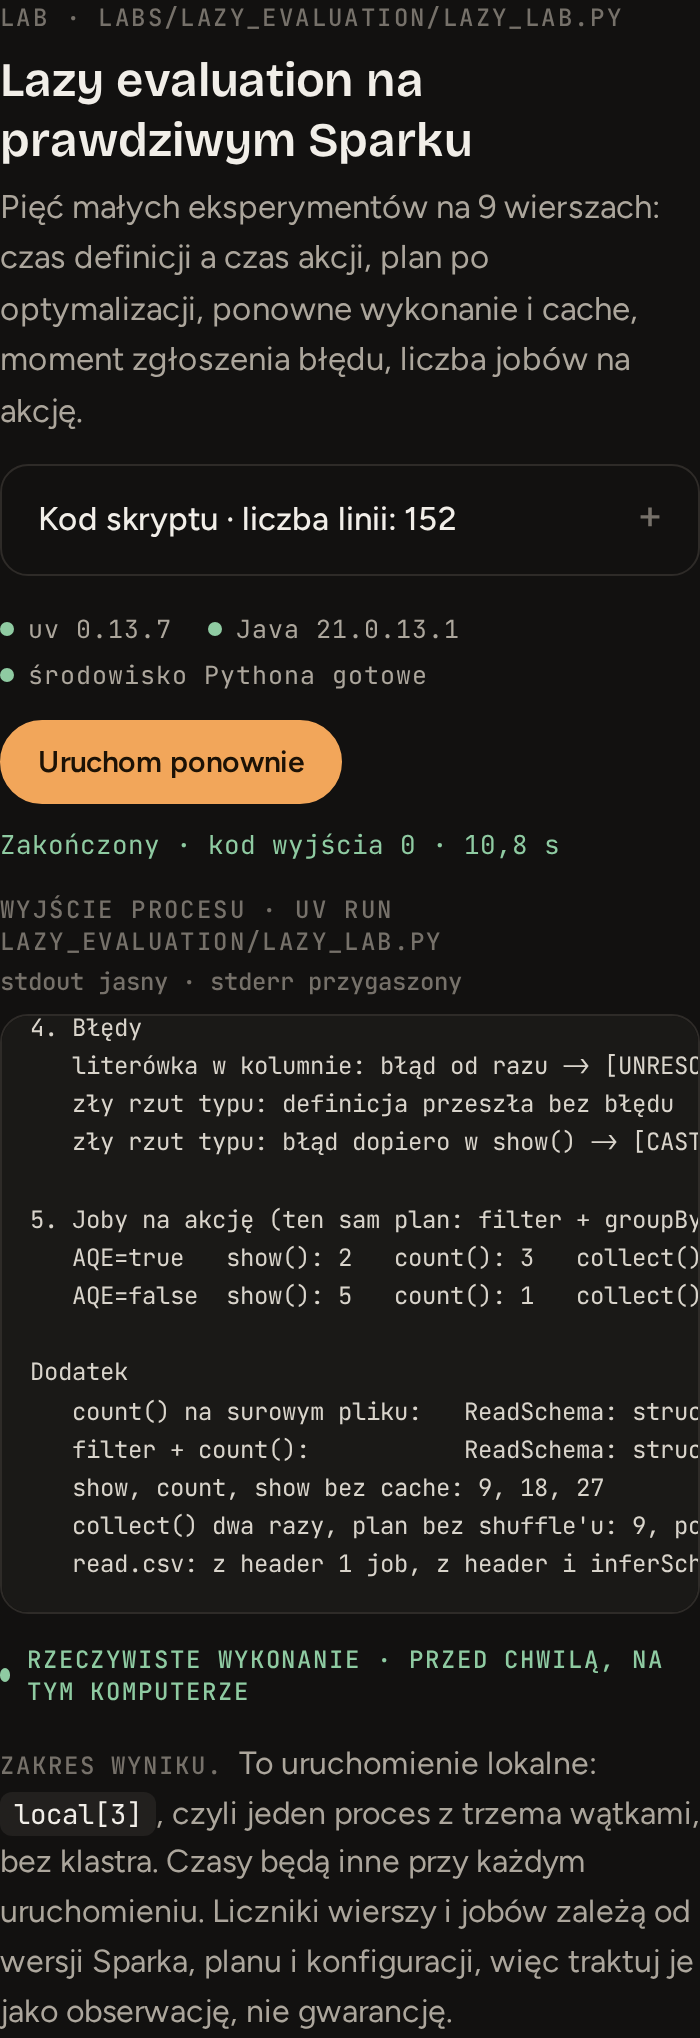 LAB · LABS/LAZY_EVALUATION/LAZY_LAB.PY
Lazy evaluation na
prawdziwym Sparku
Pięć małych eksperymentów na 9 wierszach:
czas definicji a czas akcji, plan po
optymalizacji, ponowne wykonanie i cache,
moment zgłoszenia błędu, liczba jobów na
akcję.
Kod skryptu · liczba linii: 152 +
uv 0.13.7 Java 21.0.13.1
środowisko Pythona gotowe
Uruchom ponownie
Zakończony · kod wyjścia 0 · 10,8 s
WYJŚCIE PROCESU · UV RUN
LAZY_EVALUATION/LAZY_LAB.PY
stdout jasny · stderr przygaszony
4. Błędy
literówka w kolumnie: błąd od razu -> [UNRESO
zły rzut typu: definicja przeszła bez błędu
zły rzut typu: błąd dopiero w show() -> [CAST
5. Joby na akcję (ten sam plan: filter + groupBy
AQE=true show(): 2 count(): 3 collect()
AQE=false show(): 5 count(): 1 collect()
Dodatek
count() na surowym pliku: ReadSchema: struc
filter + count(): ReadSchema: struc
show, count, show bez cache: 9, 18, 27
collect() dwa razy, plan bez shuffle'u: 9, po
read.csv: z header 1 job, z header i inferSch
RZECZYWISTE WYKONANIE · PRZED CHWILĄ, NA
TYM KOMPUTERZE
ZAKRES WYNIKU. To uruchomienie lokalne:
local[3], czyli jeden proces z trzema wątkami,
bez klastra. Czasy będą inne przy każdym
uruchomieniu. Liczniki wierszy i jobów zależą od
wersji Sparka, planu i konfiguracji, więc traktuj je
jako obserwację, nie gwarancję.